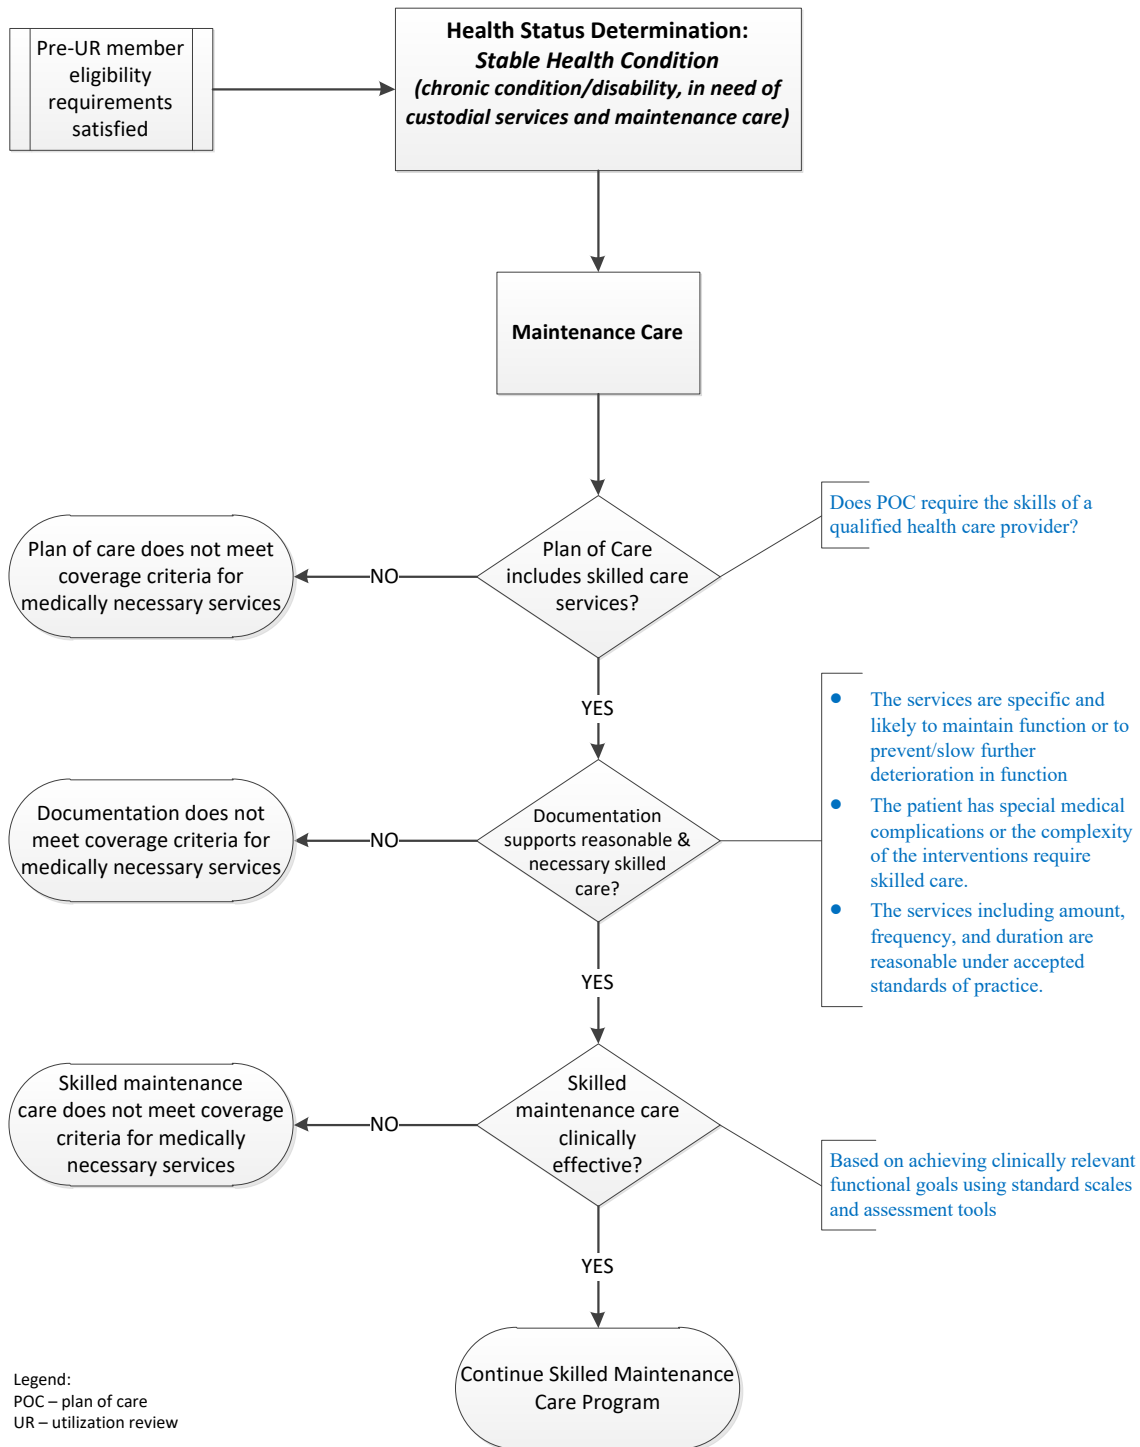 Pre-UR member
eligibility
requirements
satisfied
Health Status Determination:
Stable Health Condition
(chronic condition/disability, in need of
custodial services and maintenance care)
Maintenance Care
Plan of Care
includes skilled care
services?
Does POC require the skills of a
qualified health care provider?
NO
Plan of care does not meet
coverage criteria for
medically necessary services
YES
Documentation
supports reasonable &
necessary skilled
care?
● The services are specific and
likely to maintain function or to
prevent/slow further
deterioration in function
● The patient has special medical
complications or the complexity
of the interventions require
skilled care.
● The services including amount,
frequency, and duration are
reasonable under accepted
standards of practice.
NO
Documentation does not
meet coverage criteria for
medically necessary services
YES
Skilled
maintenance care
clinically
effective?
Based on achieving clinically relevant
functional goals using standard scales
and assessment tools
NO
Skilled maintenance
care does not meet coverage
criteria for medically
necessary services
YES
Continue Skilled Maintenance
Care Program
Legend:
POC – plan of care
UR – utilization review